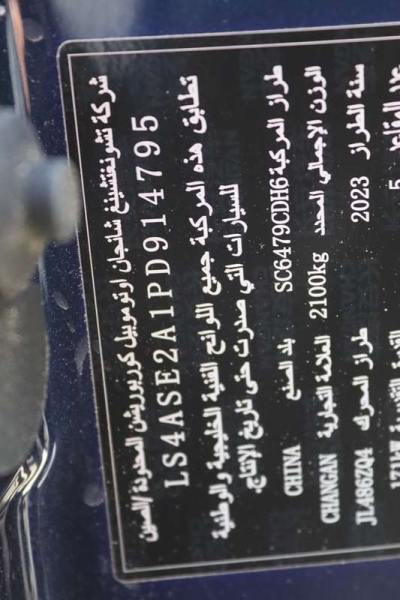 شركة تشونغتشينغ شانجان اوتوموبيل كوربوريشن المحدودة /الصين
LS4ASE2A1PD914795
تطابق هذه المركبة جميع اللوائح الفنية الخليجية والوطنية
للسيارات التي صدرت حتى تاريخ الإنتاج.
طراز المركبة SC6479CDH6 بلد الصنع CHINA
الوزن الإجمالي المحدد 2100kg العلامة التجارية CHANGAN
سنة الطراز 2023 طراز المحرك JL486ZQ4
5